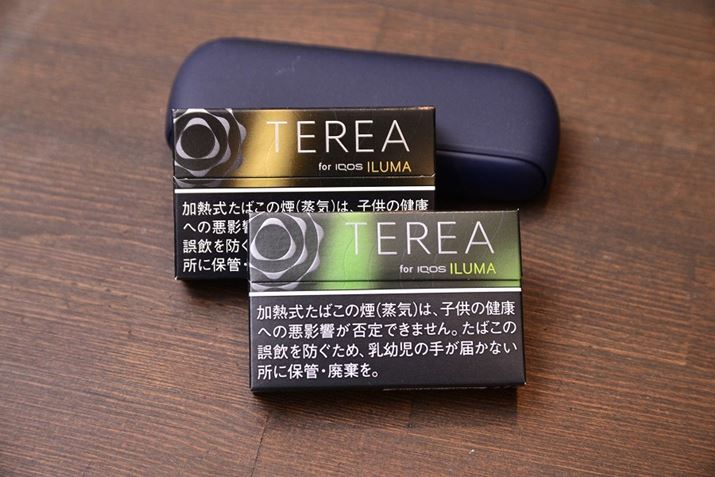 TEREA
for IQOS ILUMA
加熱式たばこの煙(蒸気)は、子供の健康
への悪影響
誤飲を防ぐ
所に保管・
TEREA
for IQOS ILUMA
加熱式たばこの煙(蒸気)は、子供の健康
への悪影響が否定できません。たばこの
誤飲を防ぐため、乳幼児の手が届かない
所に保管・廃棄を。